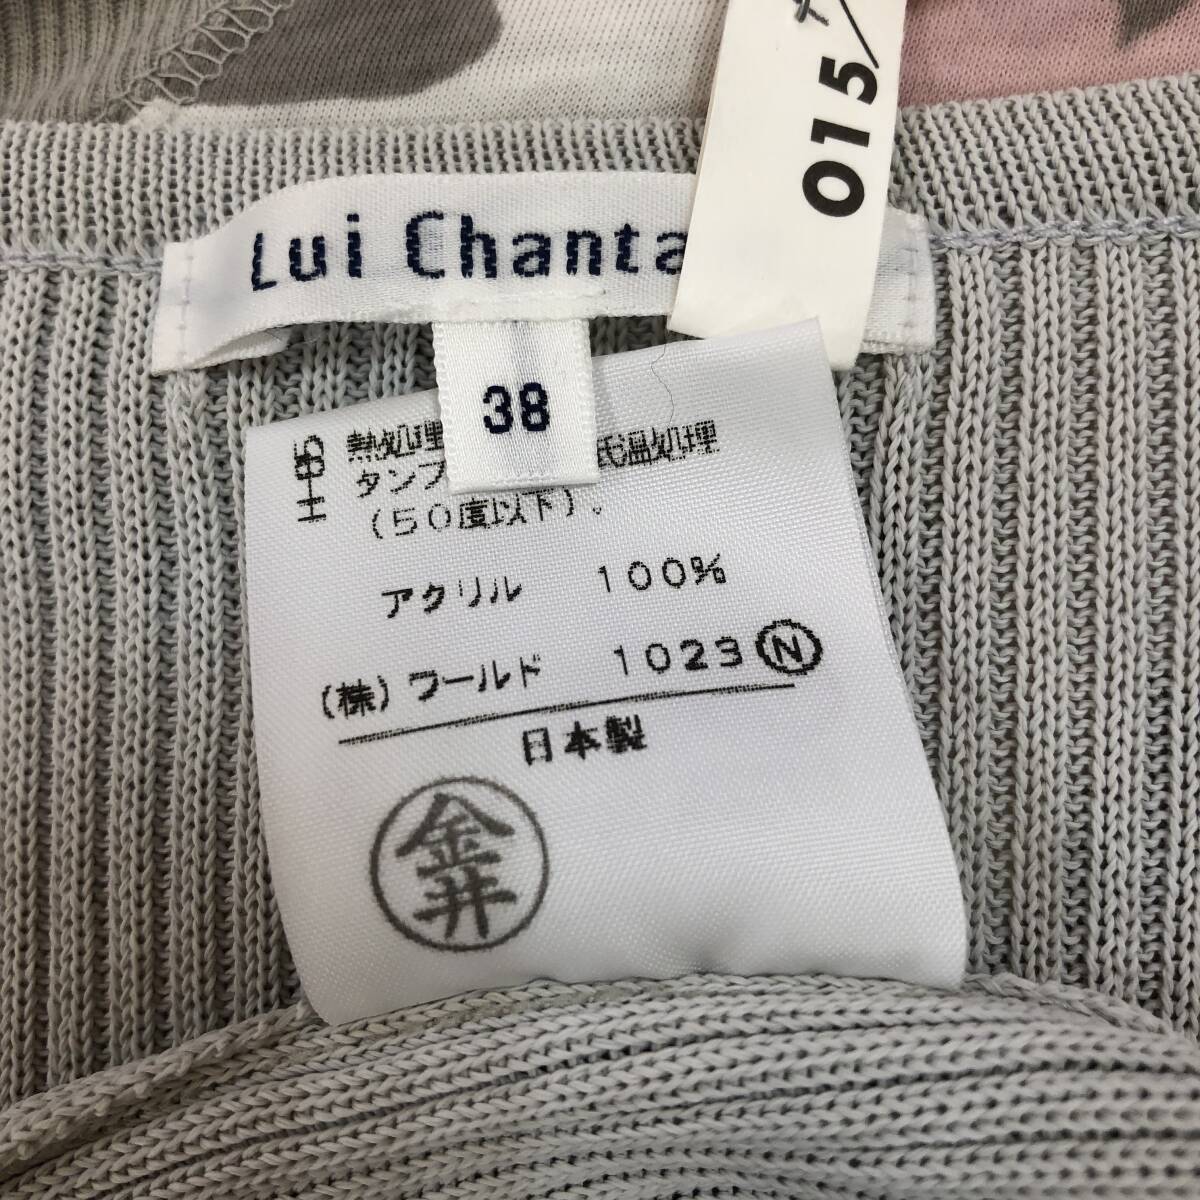 015/
Lui Chanta
38
H-85 熱処理 低温処理
タンブ
(50度以下)。
アクリル 100%
(株)ワールド 1023 N
日本製
金井